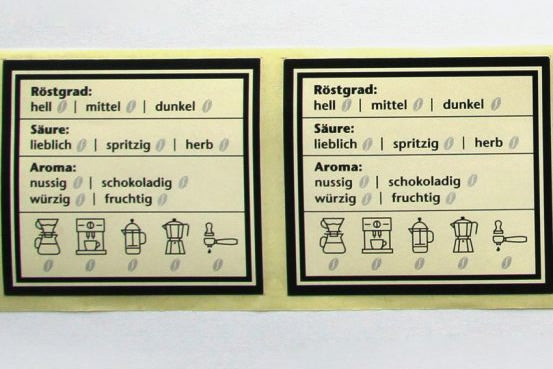 Röstgrad:
hell | mittel | dunkel
Säure:
lieblich | spritzig | herb
Aroma:
nussig | schokoladig
würzig | fruchtig
Röstgrad:
hell | mittel | dunkel
Säure:
lieblich | spritzig | herb
Aroma:
nussig | schokoladig
würzig | fruchtig